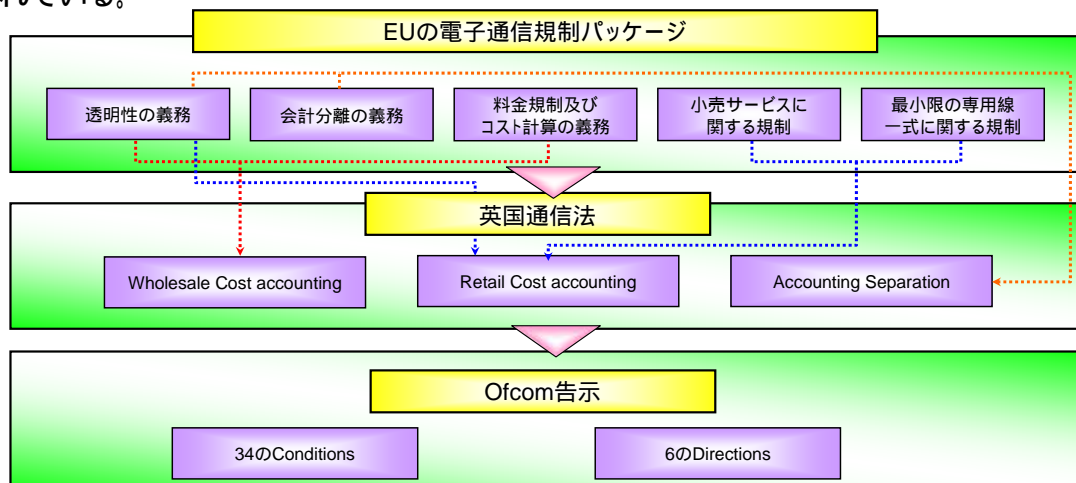 EUの電子通信規制パッケージ
透明性の義務
会計分離の義務
料金規制及び
コスト計算の義務
小売サービスに
関する規制
最小限の専用線
一式に関する規制
英国通信法
Wholesale Cost accounting
Retail Cost accounting
Accounting Separation
Ofcom告示
34のConditions
6のDirections